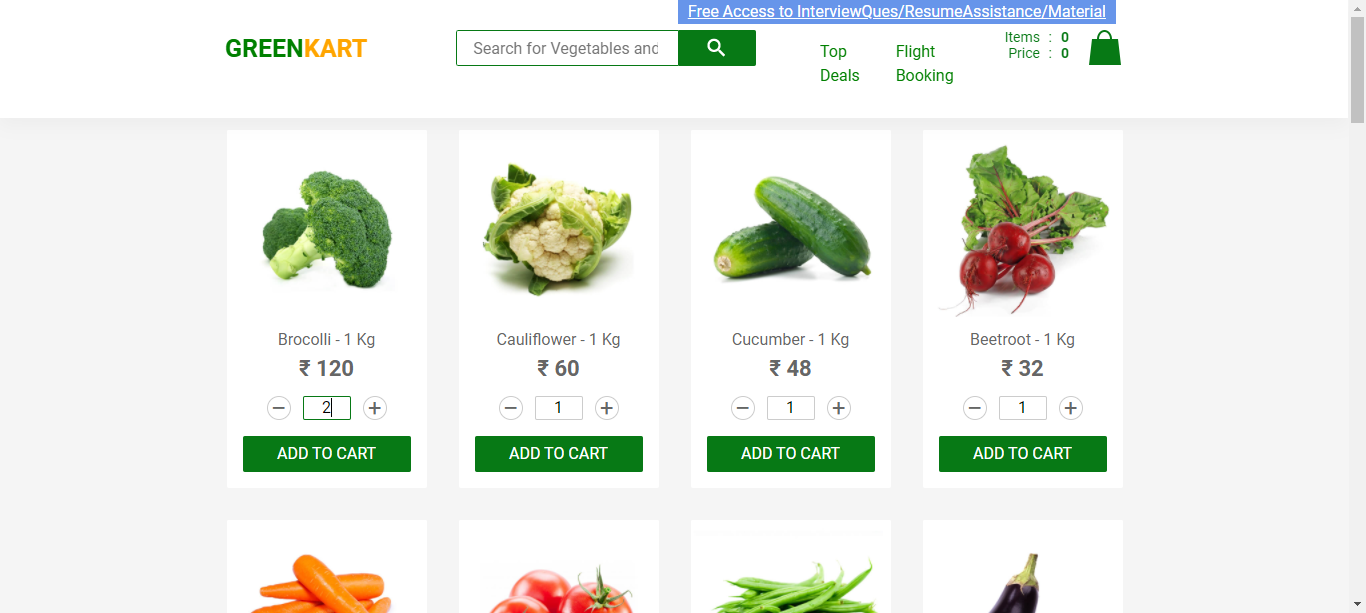 Free Access to InterviewQues/ResumeAssistance/Material
GREENKART
Search for Vegetables and
Top Deals
Flight Booking
Items : 0
Price : 0
Brocolli - 1 Kg
₹ 120
− 2 +
ADD TO CART
Cauliflower - 1 Kg
₹ 60
− 1 +
ADD TO CART
Cucumber - 1 Kg
₹ 48
− 1 +
ADD TO CART
Beetroot - 1 Kg
₹ 32
− 1 +
ADD TO CART